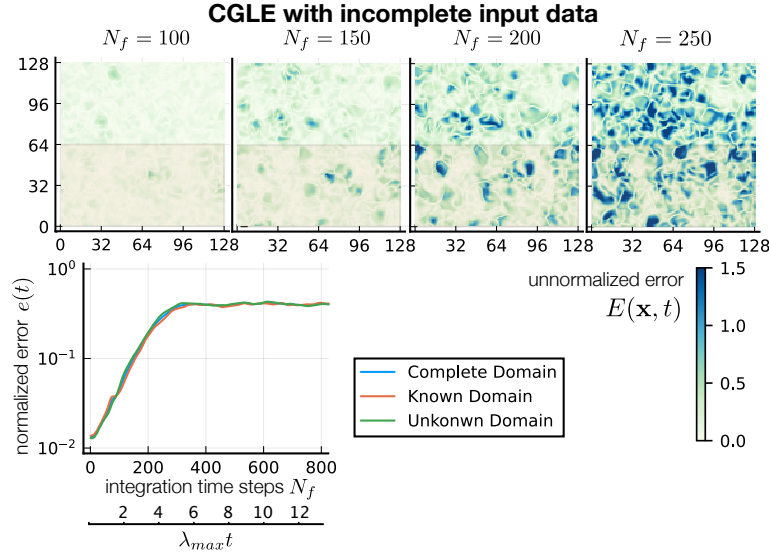 CGLE with incomplete input data
N_f = 100 N_f = 150 N_f = 200 N_f = 250
128
96
64
32
0
0 32 64 96 128 32 64 96 128 32 64 96 128 32 64 96 128
unnormalized error
E(x, t)
1.5
1.0
0.5
0.0
normalized error e(t)
10^0
10^{-1}
10^{-2}
0 200 400 600 800
integration time steps N_f
2 4 6 8 10 12
λ_{max}t
Complete Domain
Known Domain
Unkonwn Domain